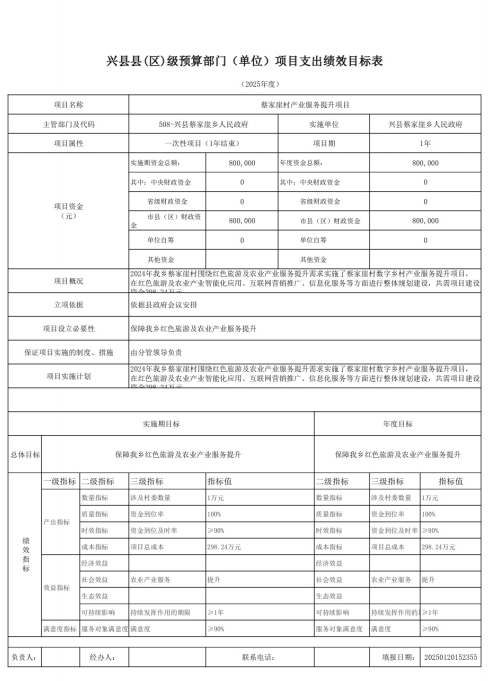 兴县县(区)级预算部门（单位）项目支出绩效目标表
（2025年度）
项目名称 蔡家崖村产业服务提升项目
主管部门及代码 508-兴县蔡家崖乡人民政府 实施单位 兴县蔡家崖乡人民政府
项目属性 一次性项目（1年结束） 项目期 1年
项目资金
（元）
实施期资金总额： 800,000 年度资金总额： 800,000
其中：中央财政资金 0 其中：中央财政资金 0
省级财政资金 0 省级财政资金 0
市县（区）财政资金 800,000 市县（区）财政资金 800,000
单位自筹 0 单位自筹 0
其他资金 其他资金
项目概况
2024年我乡蔡家崖村围绕红色旅游及农业产业服务提升需求实施了蔡家崖村数字乡村产业服务提升项目，
在红色旅游及农业产业智能化应用、互联网营销推广、信息化服务等方面进行整体规划建设，共需项目建设
资金298.24万元
立项依据 依据县政府会议安排
项目设立必要性 保障我乡红色旅游及农业产业服务提升
保证项目实施的制度、措施 由分管领导负责
项目实施计划
2024年我乡蔡家崖村围绕红色旅游及农业产业服务提升需求实施了蔡家崖村数字乡村产业服务提升项目，
在红色旅游及农业产业智能化应用、互联网营销推广、信息化服务等方面进行整体规划建设，共需项目建设
资金298.24万元
实施期目标 年度目标
总体目标 保障我乡红色旅游及农业产业服务提升 保障我乡红色旅游及农业产业服务提升
绩效指标
一级指标 二级指标 三级指标 指标值 二级指标 三级指标 指标值
产出指标
数量指标 涉及村委数量 1万元 数量指标 涉及村委数量 1万元
质量指标 资金到位率 100% 质量指标 资金到位率 100%
时效指标 资金到位及时率 ≥90% 时效指标 资金到位及时率 ≥90%
成本指标 项目总成本 298.24万元 成本指标 项目总成本 298.24万元
效益指标
经济效益 经济效益
社会效益 农业产业服务 提升 社会效益 农业产业服务 提升
生态效益 生态效益
可持续影响 持续发挥作用的期限 ≥1年 可持续影响 持续发挥作用的 ≥1年
满意度指标 服务对象满意度 满意度 ≥90% 服务对象满意度 满意度 ≥90%
负责人： 经办人： 联系电话： 填报日期： 20250120152355